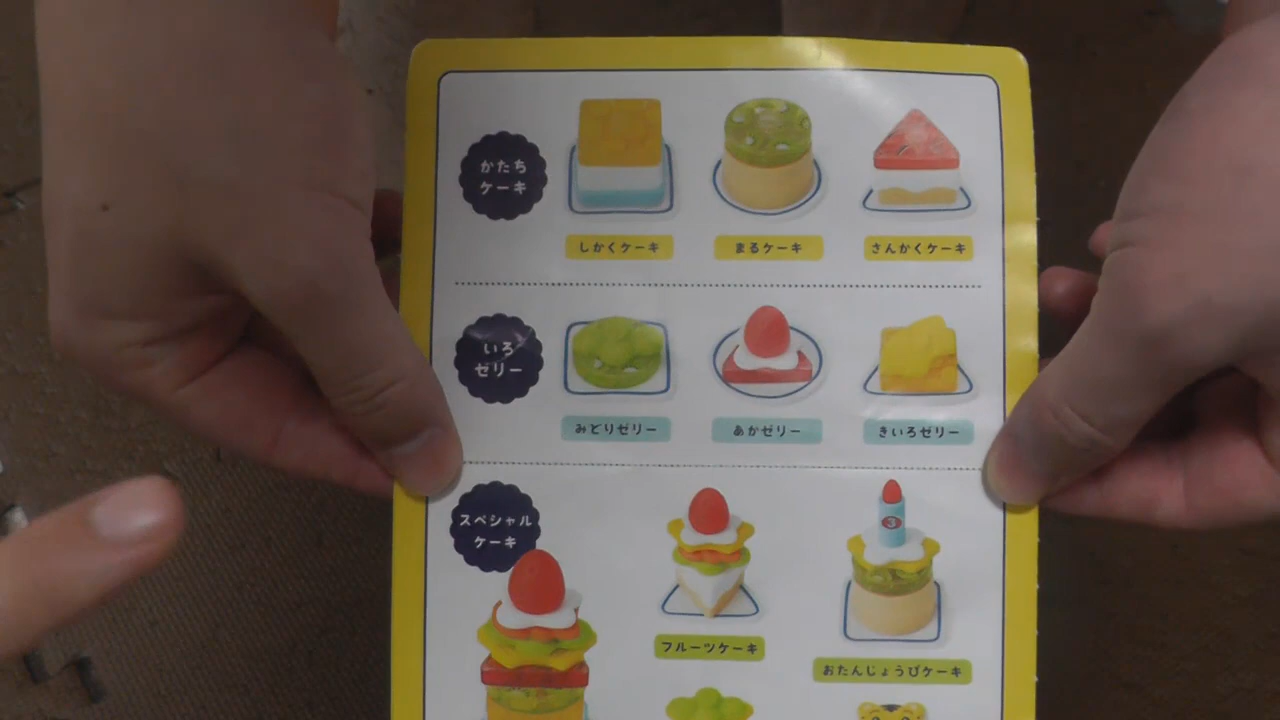 かたち
ケーキ
しかくケーキ
まるケーキ
さんかくケーキ
いろ
ゼリー
みどりゼリー
あかゼリー
きいろゼリー
スペシャル
ケーキ
3
フルーツケーキ
おたんじょうびケーキ